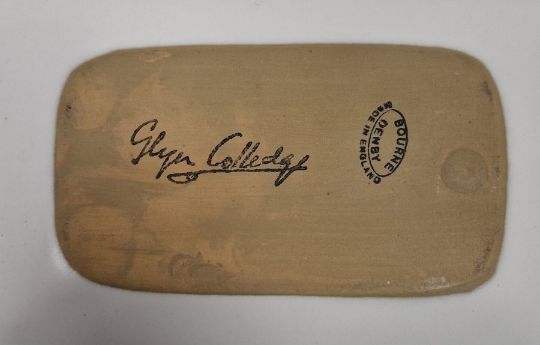 Glyn Colledge
BOURNE
DENBY
MADE IN ENGLAND